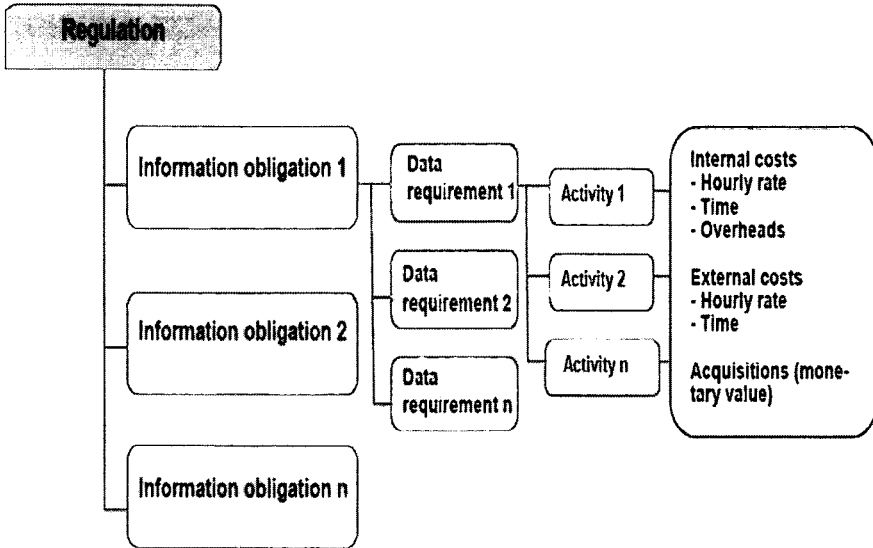 Regulation
Information obligation 1
Information obligation 2
Information obligation n
Data
requirement 1
Data
requirement 2
Data
requirement n
Activity 1
Activity 2
Activity n
Internal costs
- Hourly rate
- Time
- Overheads
External costs
- Hourly rate
- Time
Acquisitions (mone-
tary value)